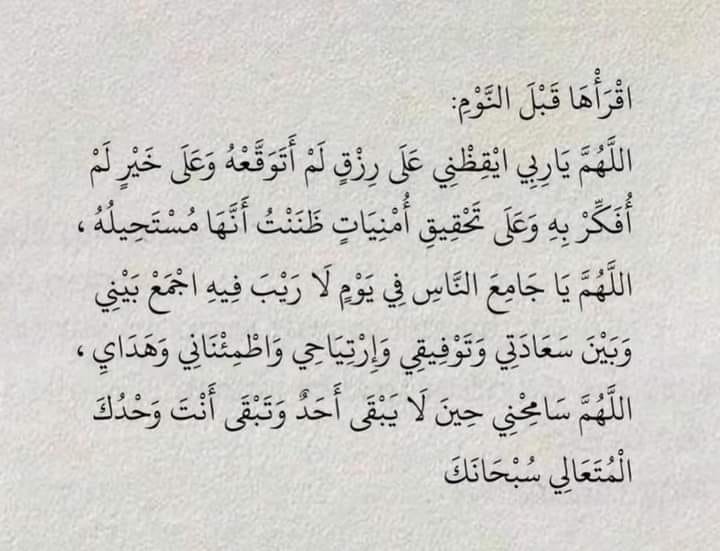 اقْرَأْهَا قَبْلَ النَّوْمِ:
اللَّهُمَّ يَارِبِي ايْقِظْنِي عَلَى رِزْقٍ لَمْ أَتَوَقَّعْهُ وَعَلَى خَيْرٍ لَمْ
أُفَكِّرْ بِهِ وَعَلَى تَحْقِيقِ أُمْنِيَاتٍ ظَنَنْتُ أَنَّهَا مُسْتَحِيلُهُ ،
اللَّهُمَّ يَا جَامِعَ النَّاسِ فِي يَوْمٍ لَا رَيْبَ فِيهِ اجْمَعْ بَيْنِي
وَبَيْنَ سَعَادَتِي وَتَوْفِيقِي وَإِرْتِيَاحِي وَاطْمِئْنَانِي وَهَدَايِ ،
اللَّهُمَّ سَامِحْنِي حِينَ لَا يَبْقَى أَحَدٌ وَتَبْقَى أَنْتَ وَحْدُكَ
الْمُتَعَالِي سُبْحَانَكَ